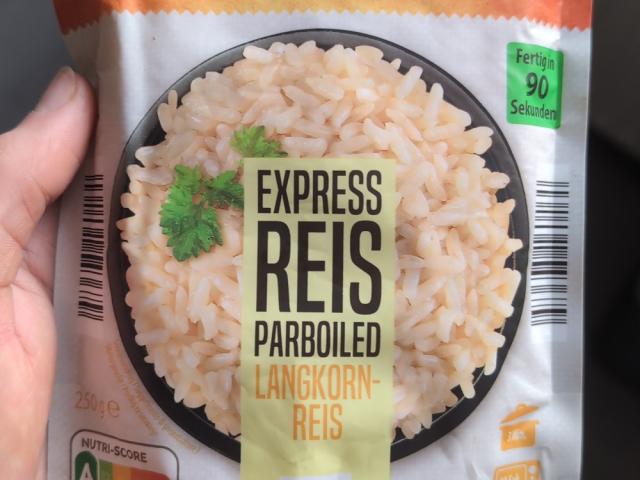 Fertig in
90
Sekunden
EXPRESS
REIS
PARBOILED
LANGKORN-
REIS
250g e
NUTRI-SCORE
A